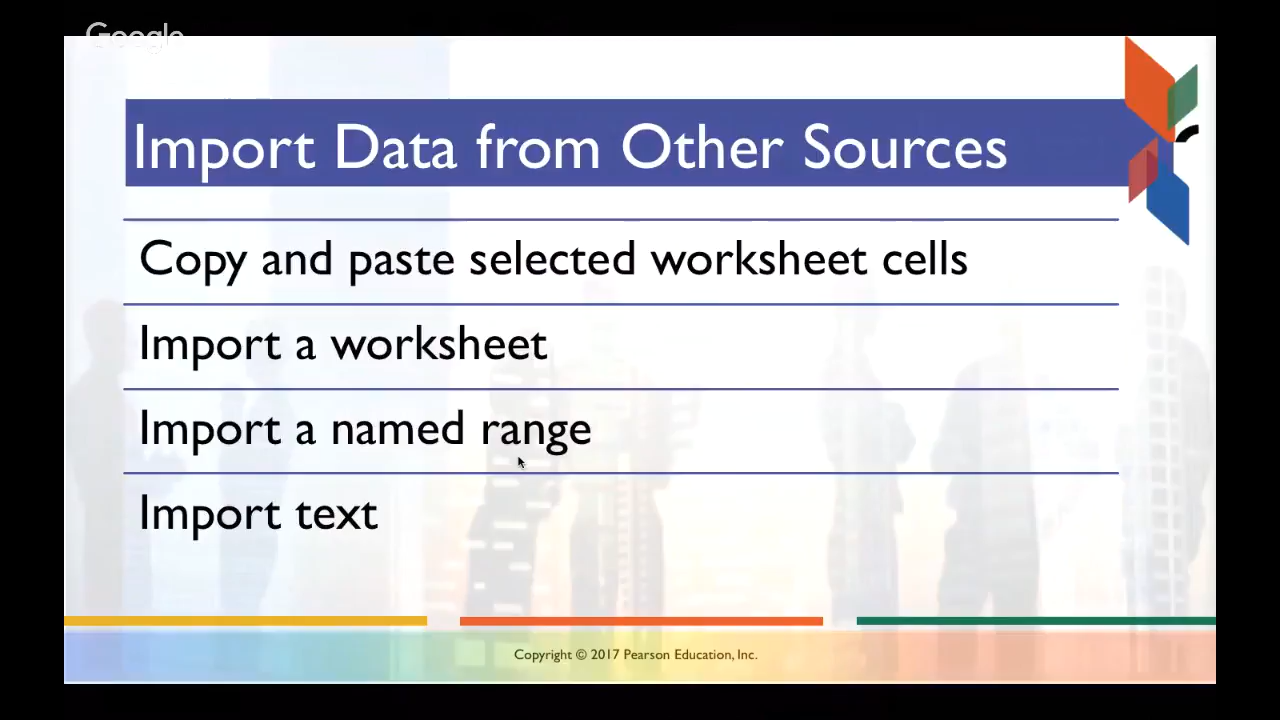 Google
Import Data from Other Sources
Copy and paste selected worksheet cells
Import a worksheet
Import a named range
Import text
Copyright © 2017 Pearson Education, Inc.